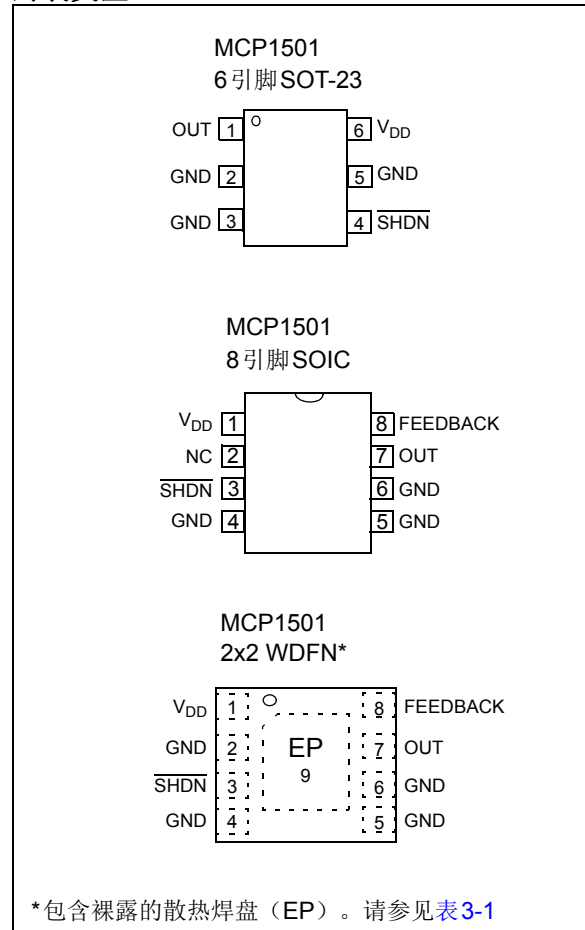 MCP1501
6引脚SOT-23
OUT 1 6 VDD
GND 2 5 GND
GND 3 4 SHDN
MCP1501
8引脚SOIC
VDD 1 8 FEEDBACK
NC 2 7 OUT
SHDN 3 6 GND
GND 4 5 GND
MCP1501
2x2 WDFN*
VDD 1 8 FEEDBACK
GND 2 EP 7 OUT
SHDN 3 9 6 GND
GND 4 5 GND
*包含裸露的散热焊盘（EP）。请参见表3-1